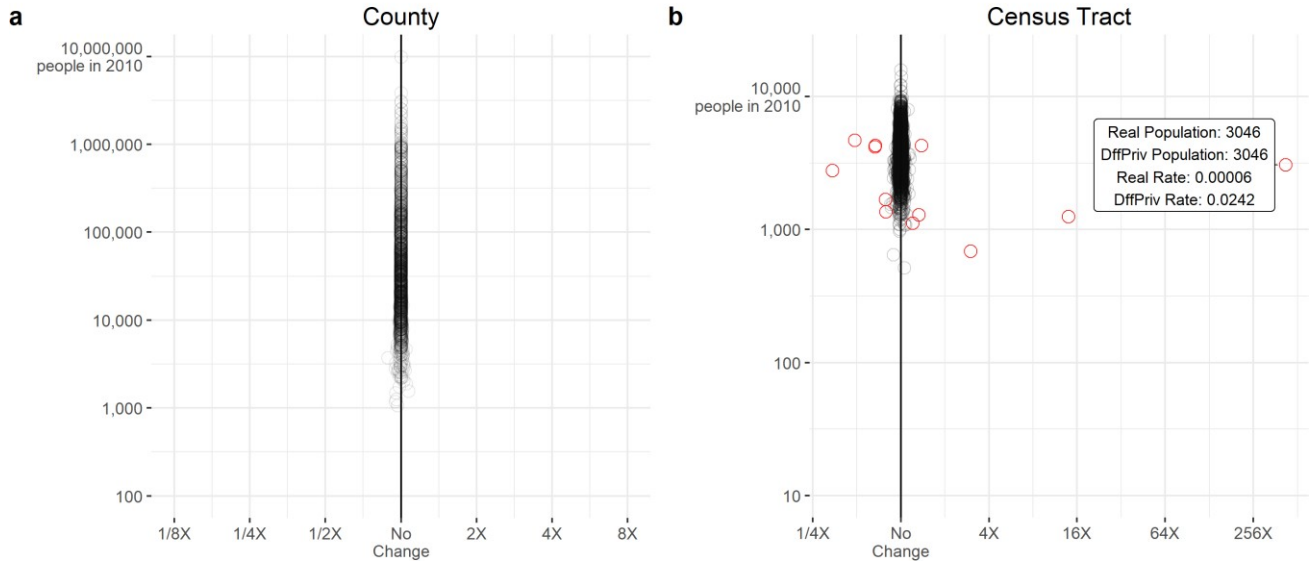 a
County
10,000,000
people in 2010
1,000,000
100,000
10,000
1,000
100
1/8X
1/4X
1/2X
No
Change
2X
4X
8X
b
Census Tract
10,000
people in 2010
1,000
100
10
Real Population: 3046
DffPriv Population: 3046
Real Rate: 0.00006
DffPriv Rate: 0.0242
1/4X
No
Change
4X
16X
64X
256X